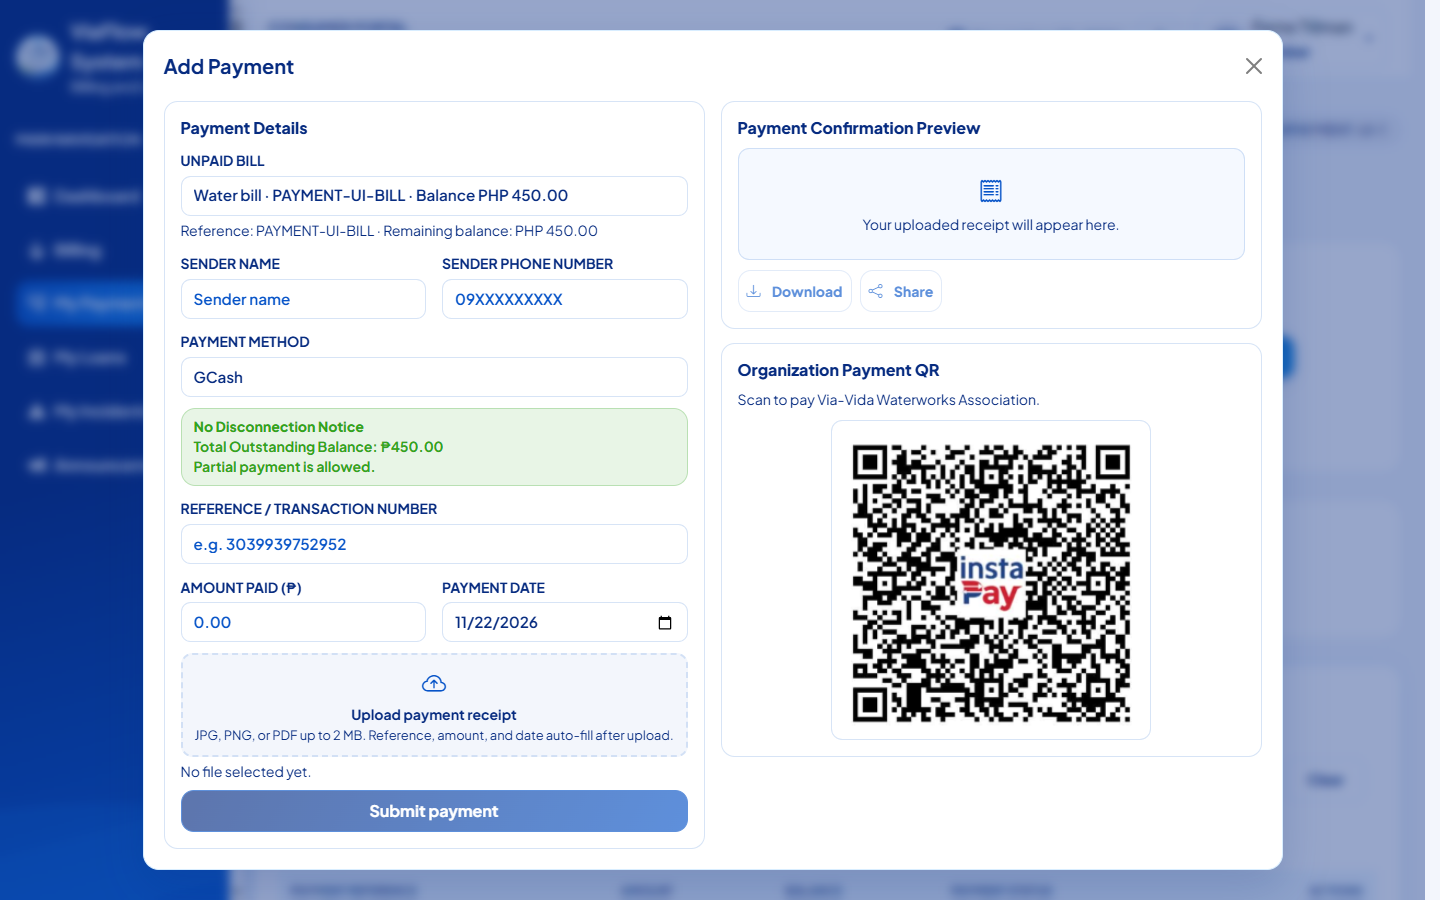 Add Payment
Payment Details
UNPAID BILL
Water bill · PAYMENT-UI-BILL · Balance PHP 450.00
Reference: PAYMENT-UI-BILL · Remaining balance: PHP 450.00
SENDER NAME
SENDER PHONE NUMBER
Sender name
09XXXXXXXXX
PAYMENT METHOD
GCash
No Disconnection Notice
Total Outstanding Balance: ₱450.00
Partial payment is allowed.
REFERENCE / TRANSACTION NUMBER
e.g. 3039939752952
AMOUNT PAID (₱)
PAYMENT DATE
0.00
11/22/2026
Upload payment receipt
JPG, PNG, or PDF up to 2 MB. Reference, amount, and date auto-fill after upload.
No file selected yet.
Submit payment
Payment Confirmation Preview
Your uploaded receipt will appear here.
Download
Share
Organization Payment QR
Scan to pay Via-Vida Waterworks Association.
insta
Pay
Dashboard
Billing
My Loans